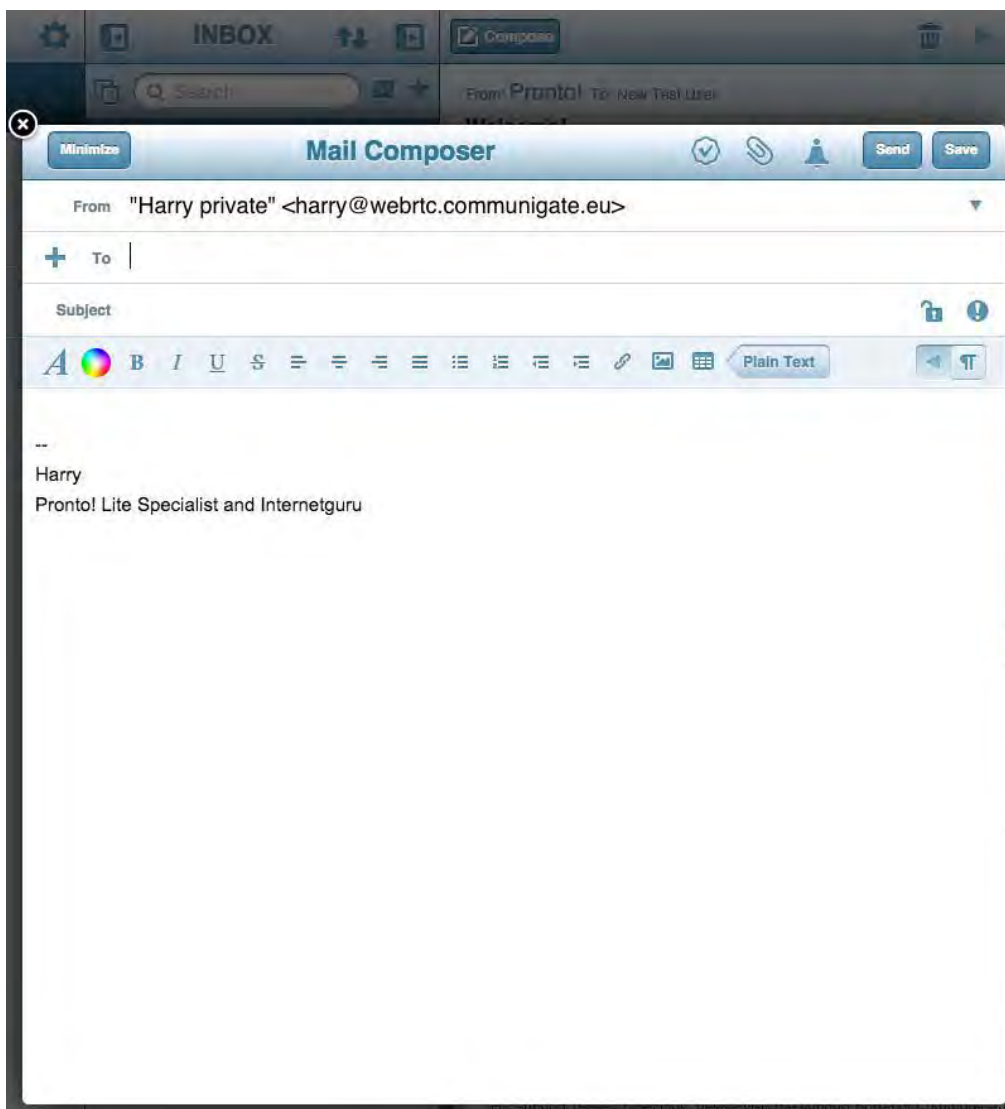 INBOX
Compose
Search
From: Pronto! To: New Test User
Welcome!
Minimize
Mail Composer
Send
Save
From "Harry private" <harry@webrtc.communigate.eu>
To
Subject
A B I U S Plain Text ¶
--
Harry
Pronto! Lite Specialist and Internetguru